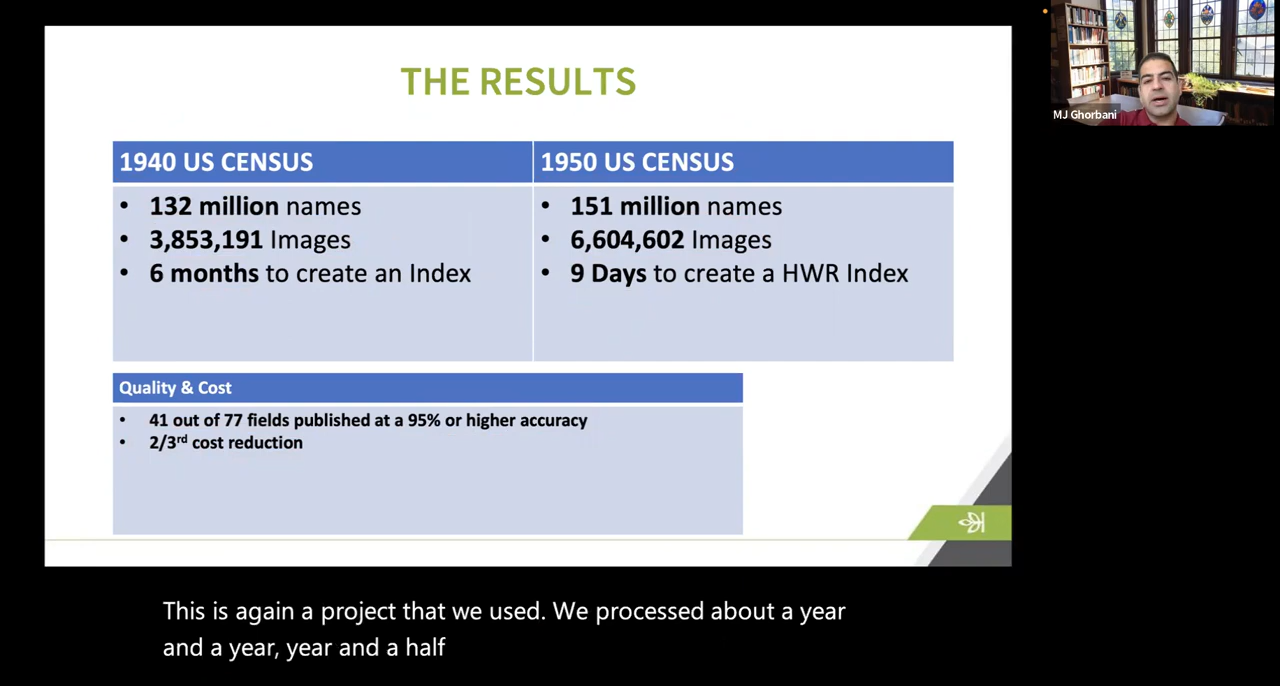 THE RESULTS
1940 US CENSUS
• 132 million names
• 3,853,191 Images
• 6 months to create an Index
1950 US CENSUS
• 151 million names
• 6,604,602 Images
• 9 Days to create a HWR Index
Quality & Cost
• 41 out of 77 fields published at a 95% or higher accuracy
• 2/3rd cost reduction
MJ Ghorbani
This is again a project that we used. We processed about a year
and a year, year and a half